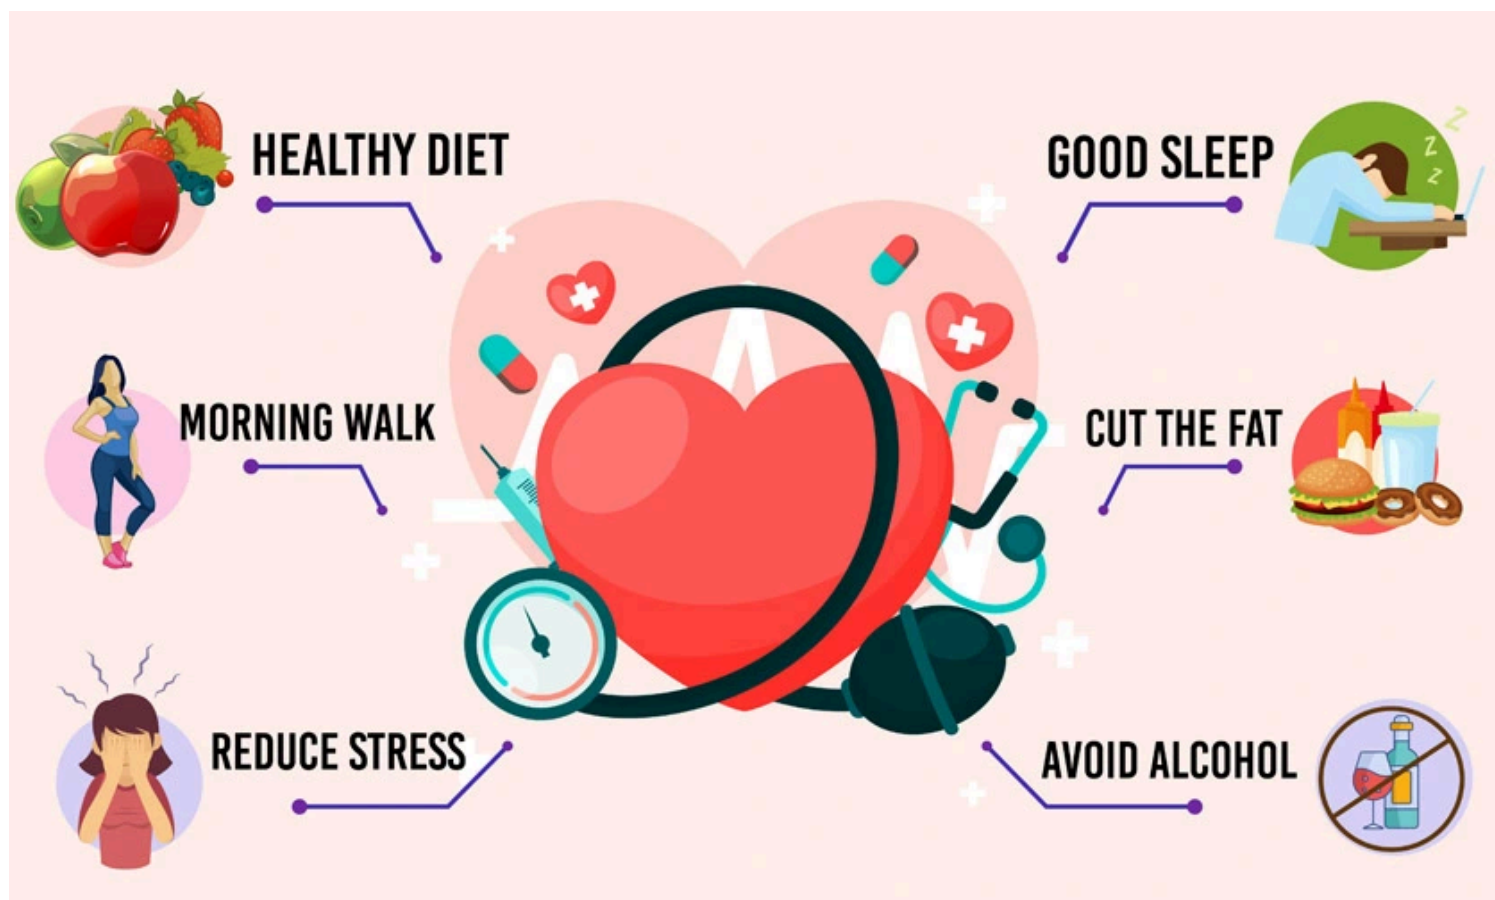 HEALTHY DIET
GOOD SLEEP
Z
Z
Z
MORNING WALK
CUT THE FAT
REDUCE STRESS
AVOID ALCOHOL